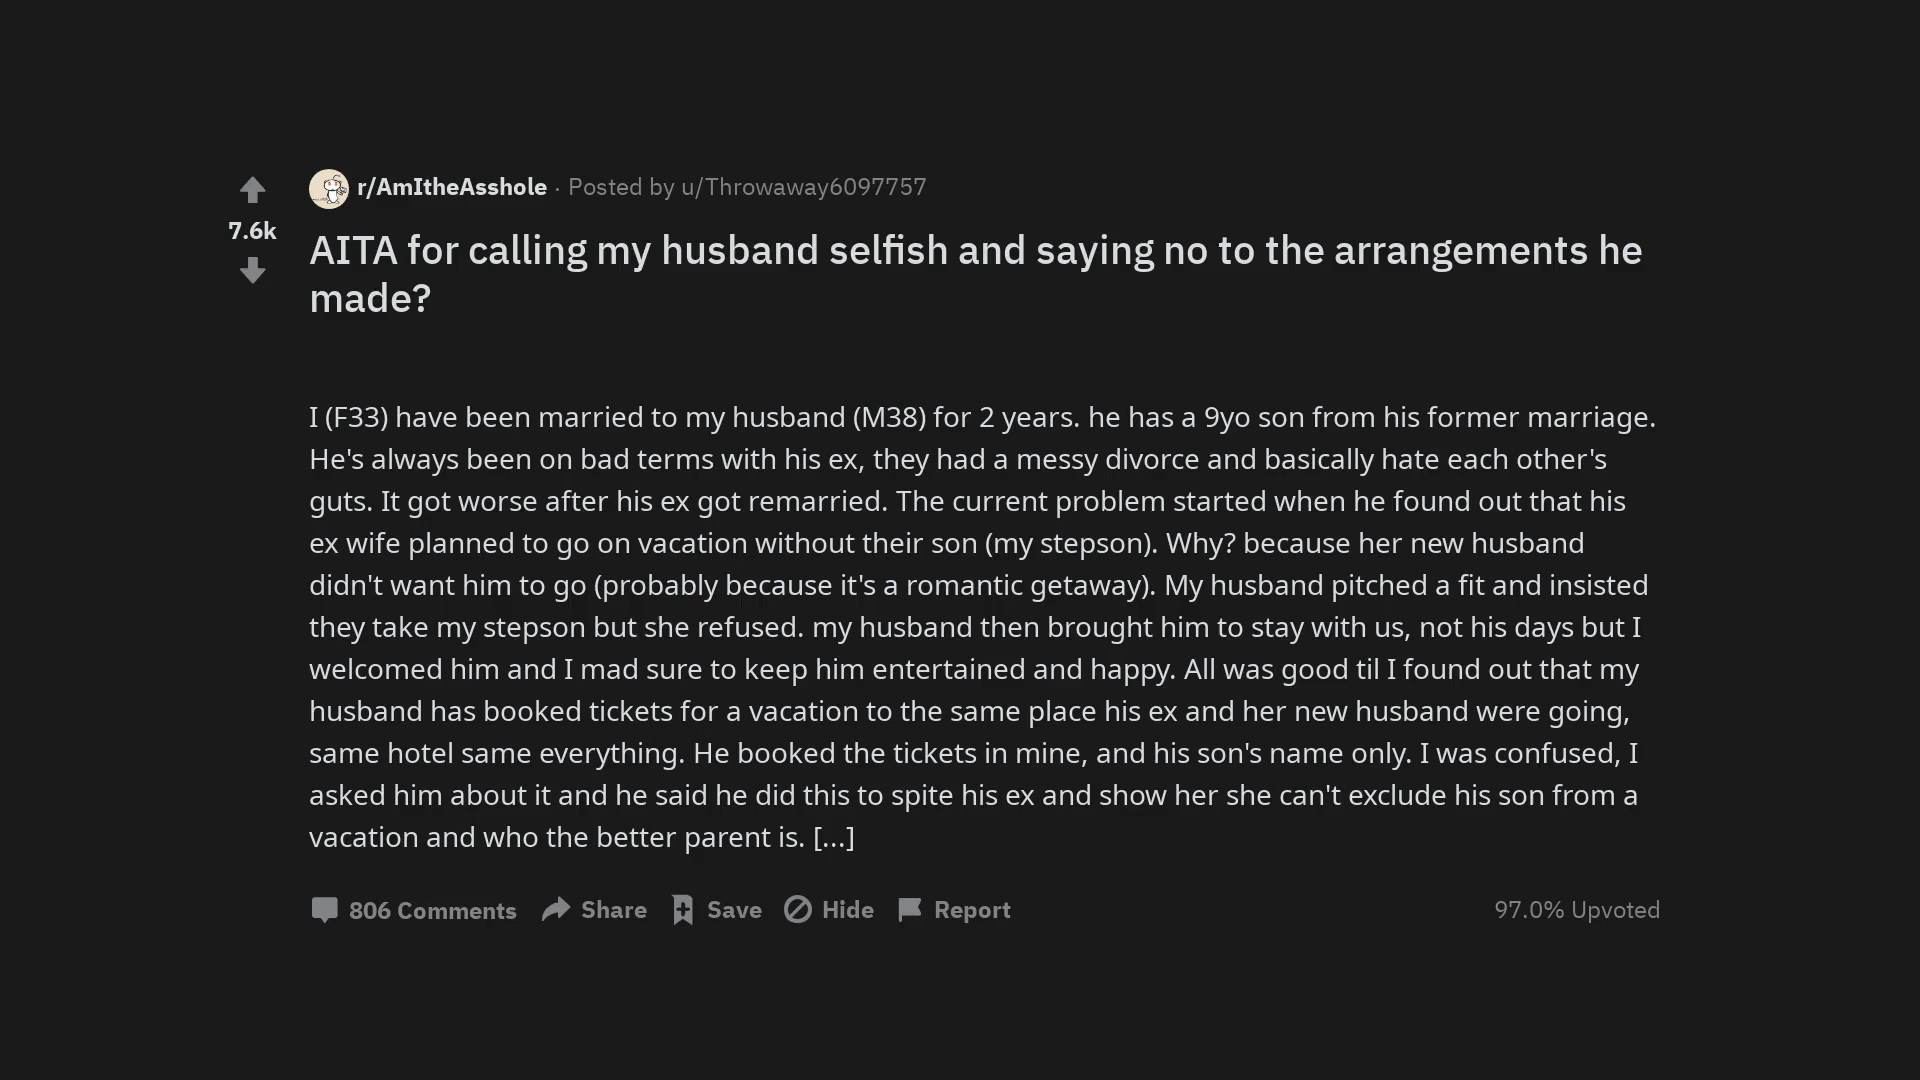 r/AmItheAsshole · Posted by u/Throwaway6097757
7.6k
AITA for calling my husband selfish and saying no to the arrangements he
made?
I (F33) have been married to my husband (M38) for 2 years. he has a 9yo son from his former marriage.
He's always been on bad terms with his ex, they had a messy divorce and basically hate each other's
guts. It got worse after his ex got remarried. The current problem started when he found out that his
ex wife planned to go on vacation without their son (my stepson). Why? because her new husband
didn't want him to go (probably because it's a romantic getaway). My husband pitched a fit and insisted
they take my stepson but she refused. my husband then brought him to stay with us, not his days but I
welcomed him and I mad sure to keep him entertained and happy. All was good til I found out that my
husband has booked tickets for a vacation to the same place his ex and her new husband were going,
same hotel same everything. He booked the tickets in mine, and his son's name only. I was confused, I
asked him about it and he said he did this to spite his ex and show her she can't exclude his son from a
vacation and who the better parent is. [...]
806 Comments Share Save Hide Report 97.0% Upvoted